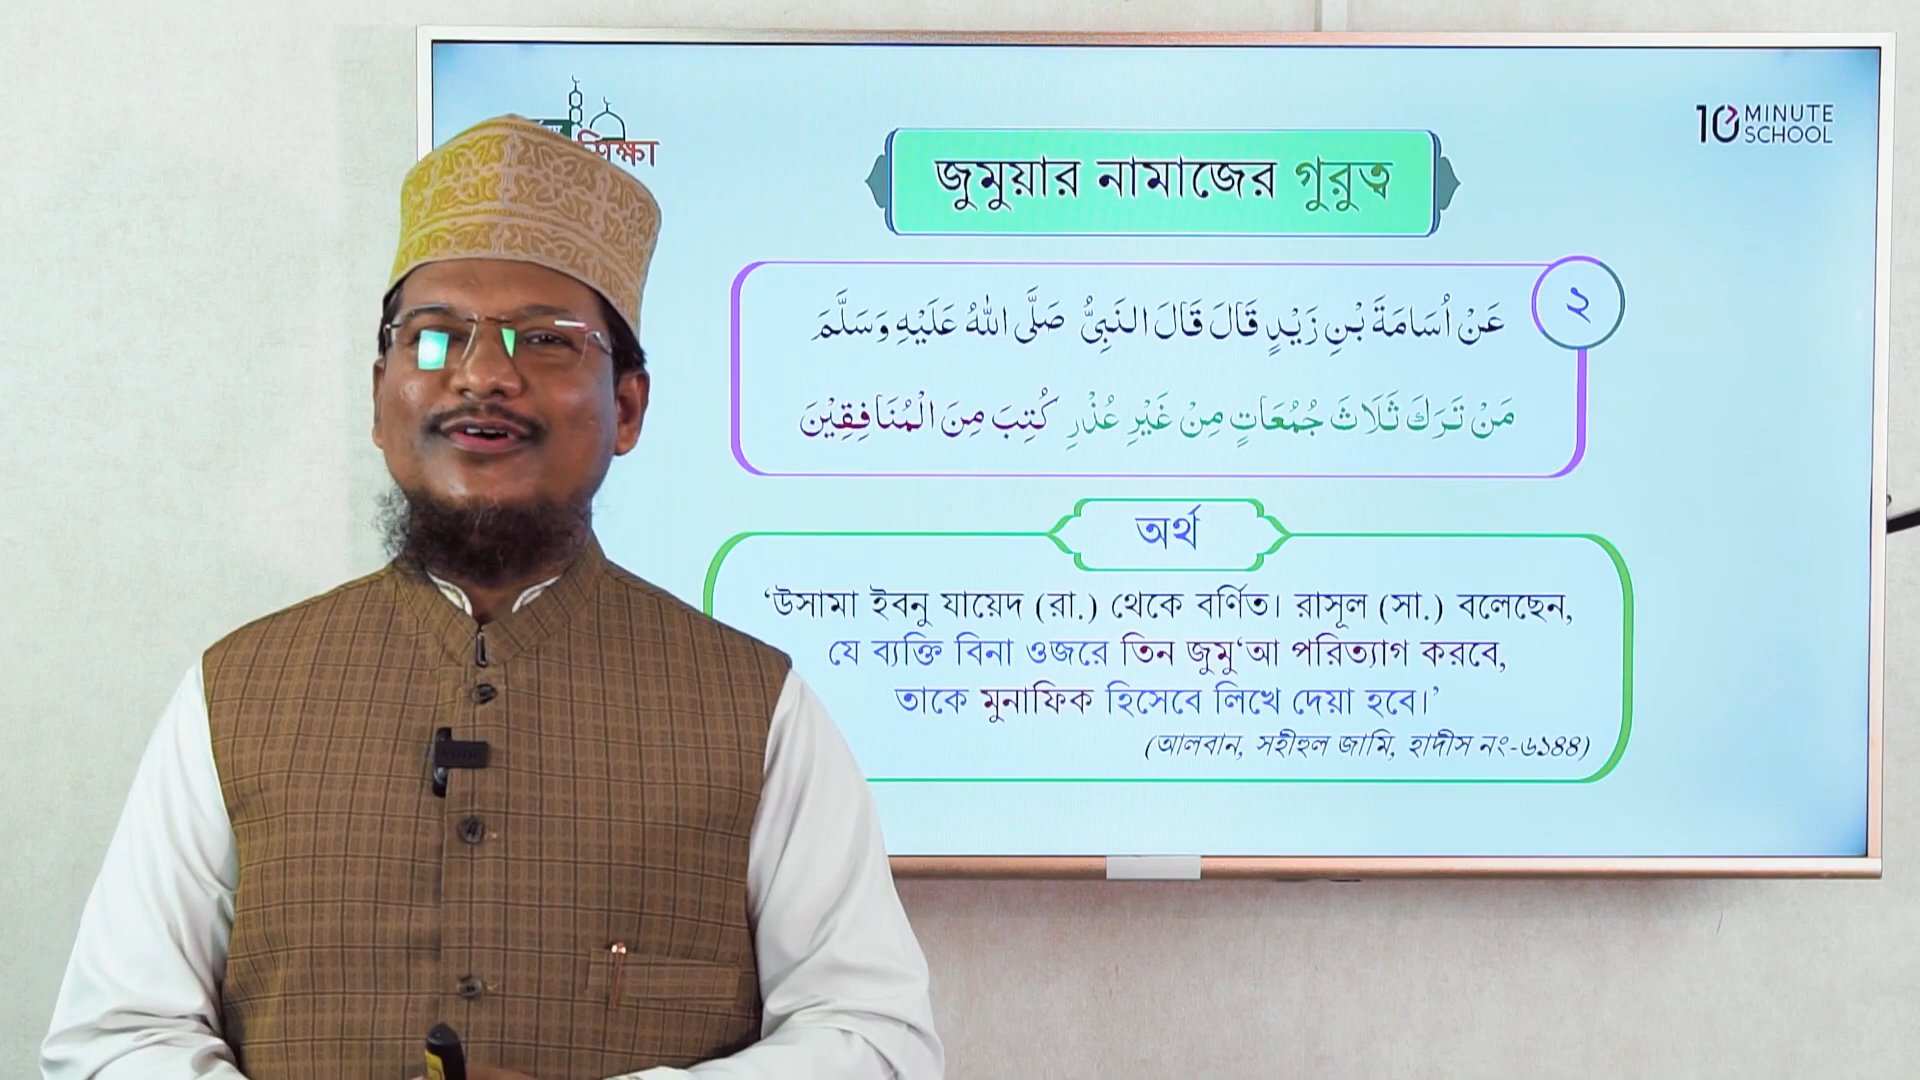 শিক্ষা
10 MINUTE SCHOOL
জুমুয়ার নামাজের গুরুত্ব
২
عَنْ أُسَامَةَ بْنِ زَيْدٍ قَالَ قَالَ النَبِيُّ صَلَّى اللهُ عَلَيْهِ وَسَلَّمَ
مَنْ تَرَكَ ثَلَاثَ جُمُعَاتٍ مِنْ غَيْرِ عُذْرِ كُتِبَ مِنَ الْمُنَافِقِيْنَ
অর্থ
‘উসামা ইবনু যায়েদ (রা.) থেকে বর্ণিত। রাসূল (সা.) বলেছেন,
যে ব্যক্তি বিনা ওজরে তিন জুমু‘আ পরিত্যাগ করবে,
তাকে মুনাফিক হিসেবে লিখে দেয়া হবে।’
(আলবান, সহীহুল জামি, হাদীস নং-৬১৪৪)